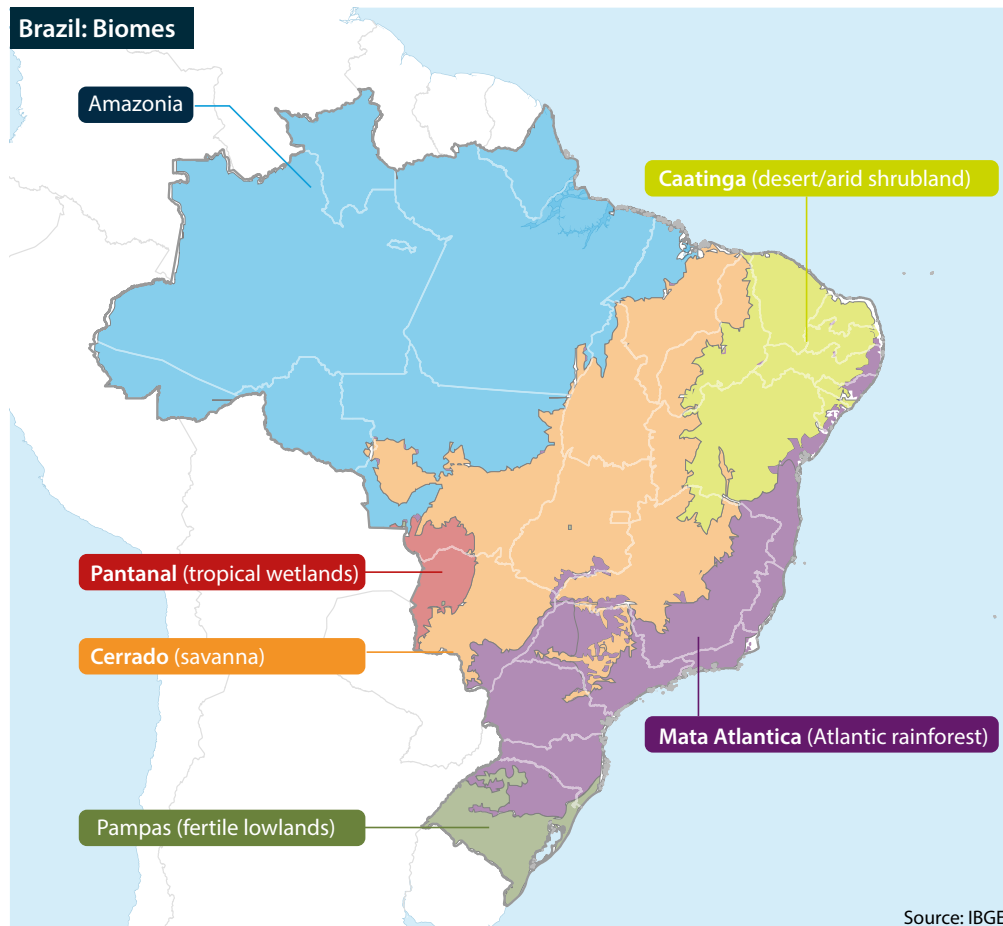 Brazil: Biomes
Amazonia
Caatinga (desert/arid shrubland)
Pantanal (tropical wetlands)
Cerrado (savanna)
Mata Atlantica (Atlantic rainforest)
Pampas (fertile lowlands)
Source: IBGE